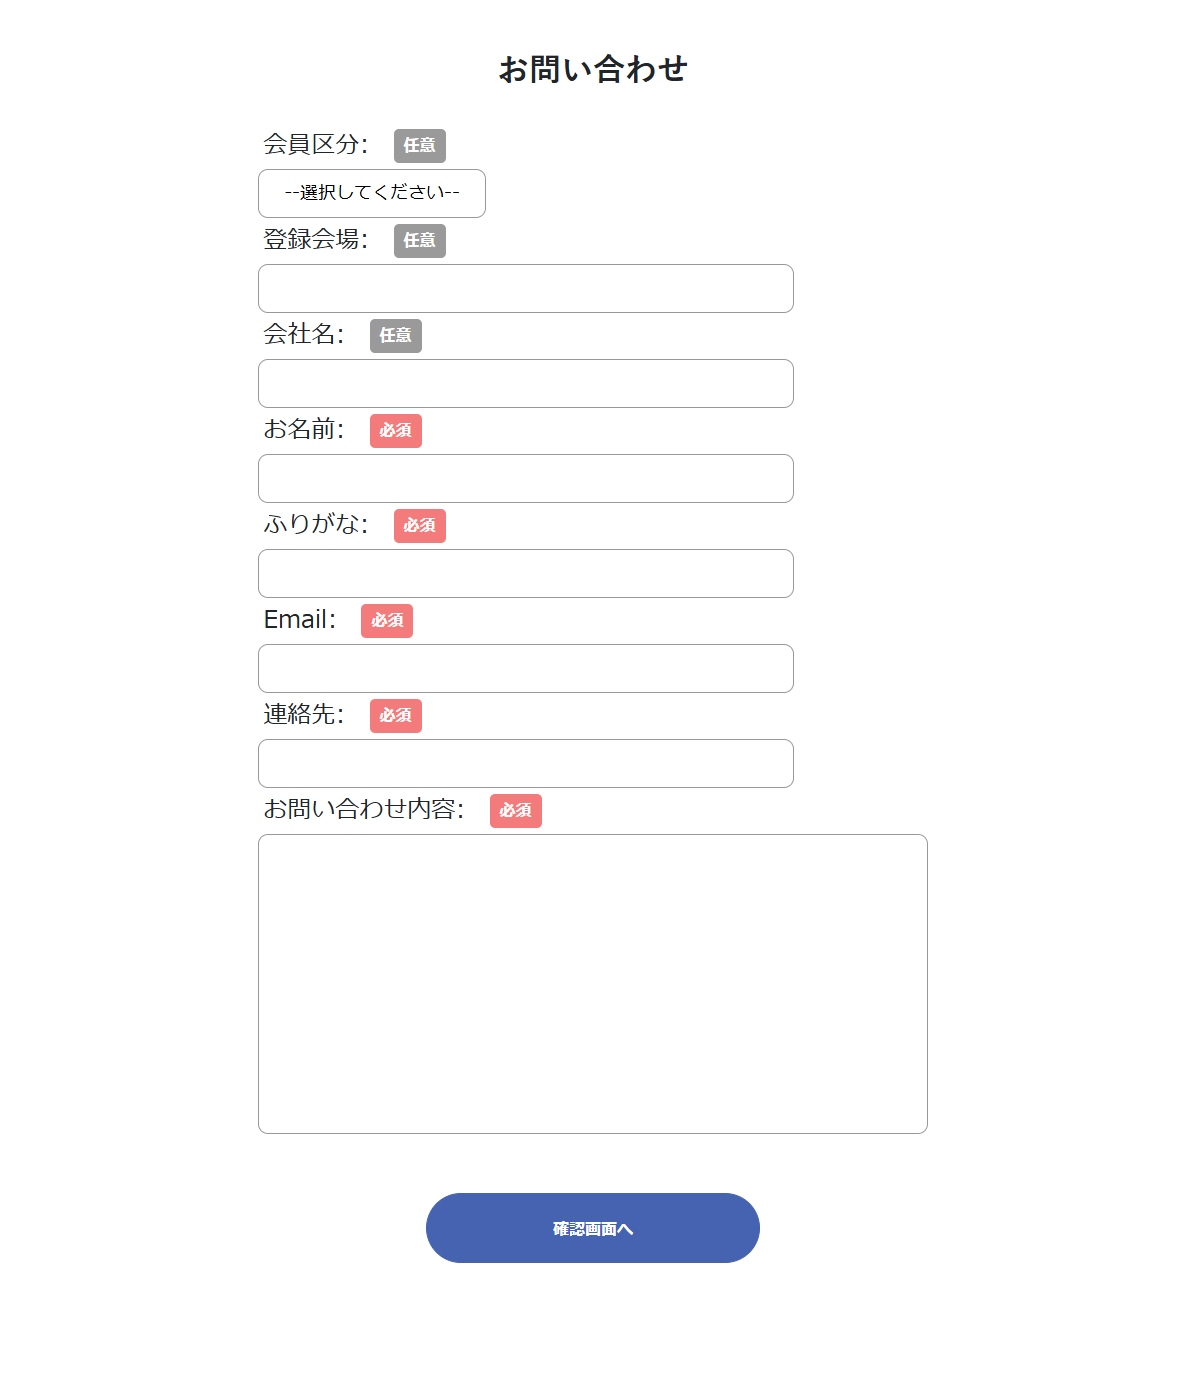 お問い合わせ
会員区分： 任意
--選択してください--
登録会場： 任意
会社名： 任意
お名前： 必須
ふりがな： 必須
Email： 必須
連絡先： 必須
お問い合わせ内容： 必須
確認画面へ